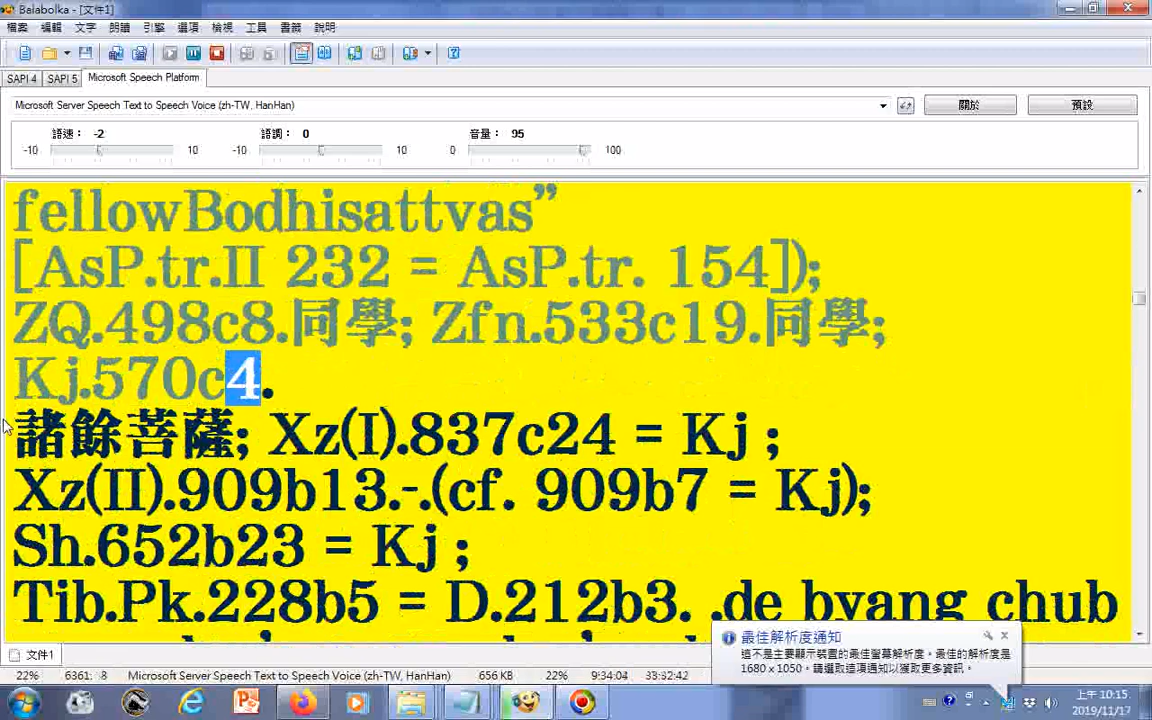 Balabolka - [文件1]
檔案 編輯 文字 朗讀 引擎 選項 檢視 工具 書籤 說明
SAPI 4 SAPI 5 Microsoft Speech Platform
Microsoft Server Speech Text to Speech Voice (zh-TW, HanHan)
關於 預設
語速： -2 語調： 0 音量： 95
-10 10 -10 10 0 100
fellowBodhisattvas”
[AsP.tr.II 232 = AsP.tr. 154]);
ZQ.498c8.同學; Zfn.533c19.同學;
Kj.570c4.
諸餘菩薩; Xz(I).837c24 = Kj ;
Xz(II).909b13.-.(cf. 909b7 = Kj);
Sh.652b23 = Kj ;
Tib.Pk.228b5 = D.212b3. .de byang chub
最佳解析度通知
這不是主要顯示裝置的最佳螢幕解析度。最佳的解析度是
1680 x 1050。請選取這項通知以獲取更多資訊。
文件1
22% 6361: 8 Microsoft Server Speech Text to Speech Voice (zh-TW, HanHan) 656 KB 22% 9:34:04 33:32:42
上午 10:15
2019/11/17